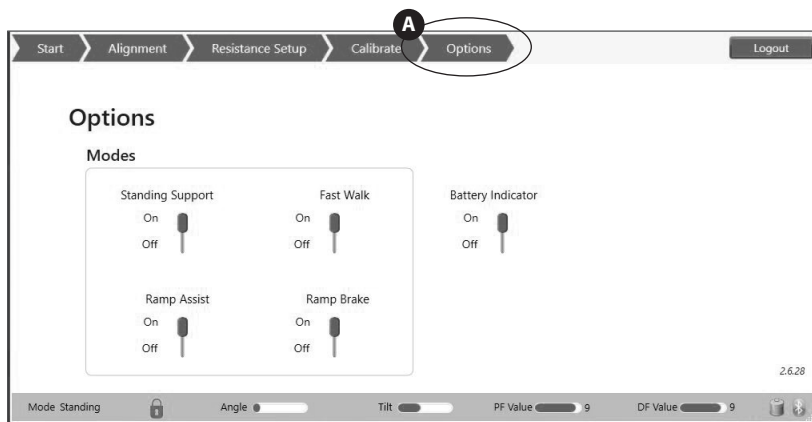 A
Start Alignment Resistance Setup Calibrate Options Logout
Options
Modes
Standing Support Fast Walk Battery Indicator
On On On
Off Off Off
Ramp Assist Ramp Brake
On On
Off Off
2.6.28
Mode Standing Angle Tilt PF Value 9 DF Value 9